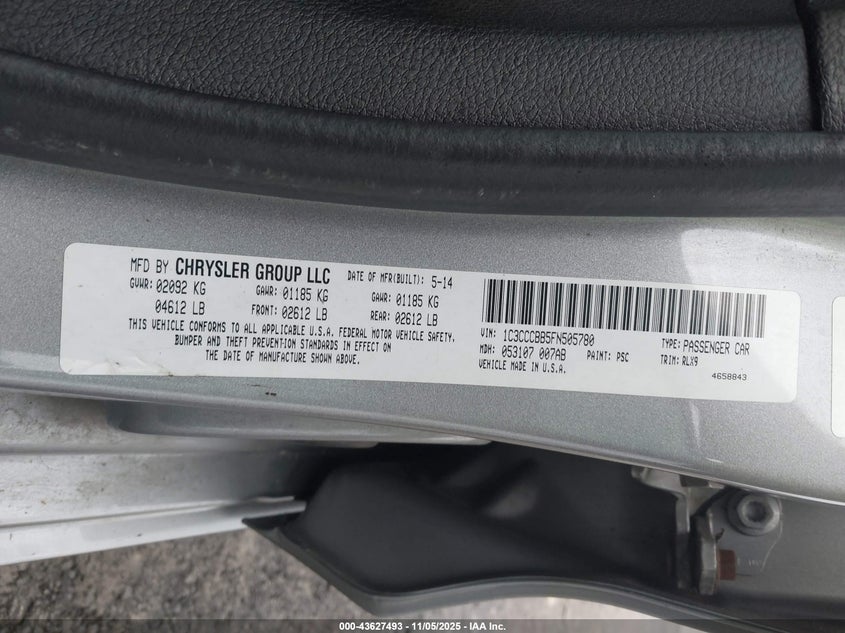 MFD BY CHRYSLER GROUP LLC DATE OF MFR(BUILT): 5-14
GVWR: 02092 KG GAWR: 01185 KG GAWR: 01185 KG
04612 LB FRONT: 02612 LB REAR: 02612 LB
THIS VEHICLE CONFORMS TO ALL APPLICABLE U.S.A. FEDERAL MOTOR VEHICLE SAFETY,
BUMPER AND THEFT PREVENTION STANDARDS IN EFFECT ON
THE DATE OF MANUFACTURE SHOWN ABOVE.
VIN: 1C3CCCBB5FN505780 TYPE: PASSENGER CAR
MDH: 053107 007AB PAINT: PSC TRIM: RLX9
VEHICLE MADE IN U.S.A. 4658843
000-43627493 - 11/05/2025 - IAA Inc.